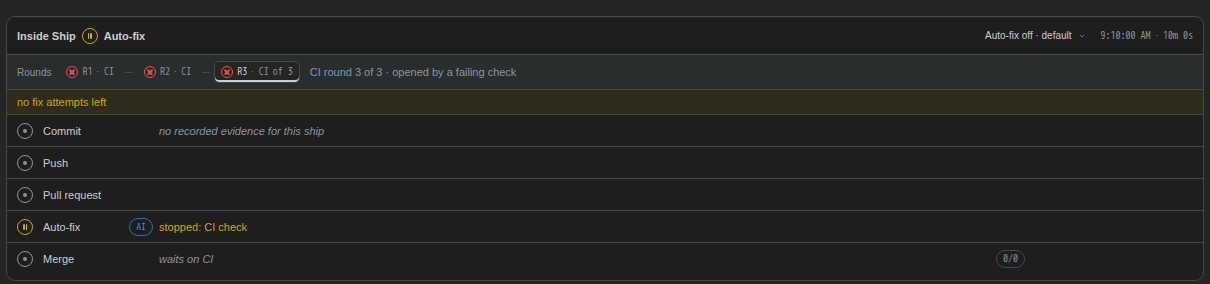 Inside Ship Auto-fix Auto-fix off · default 9:10:00 AM · 10m 0s
Rounds R1 · CI — R2 · CI — R3 · CI of 3 CI round 3 of 3 · opened by a failing check
no fix attempts left
Commit no recorded evidence for this ship
Push
Pull request
Auto-fix AI stopped: CI check
Merge waits on CI 0/0